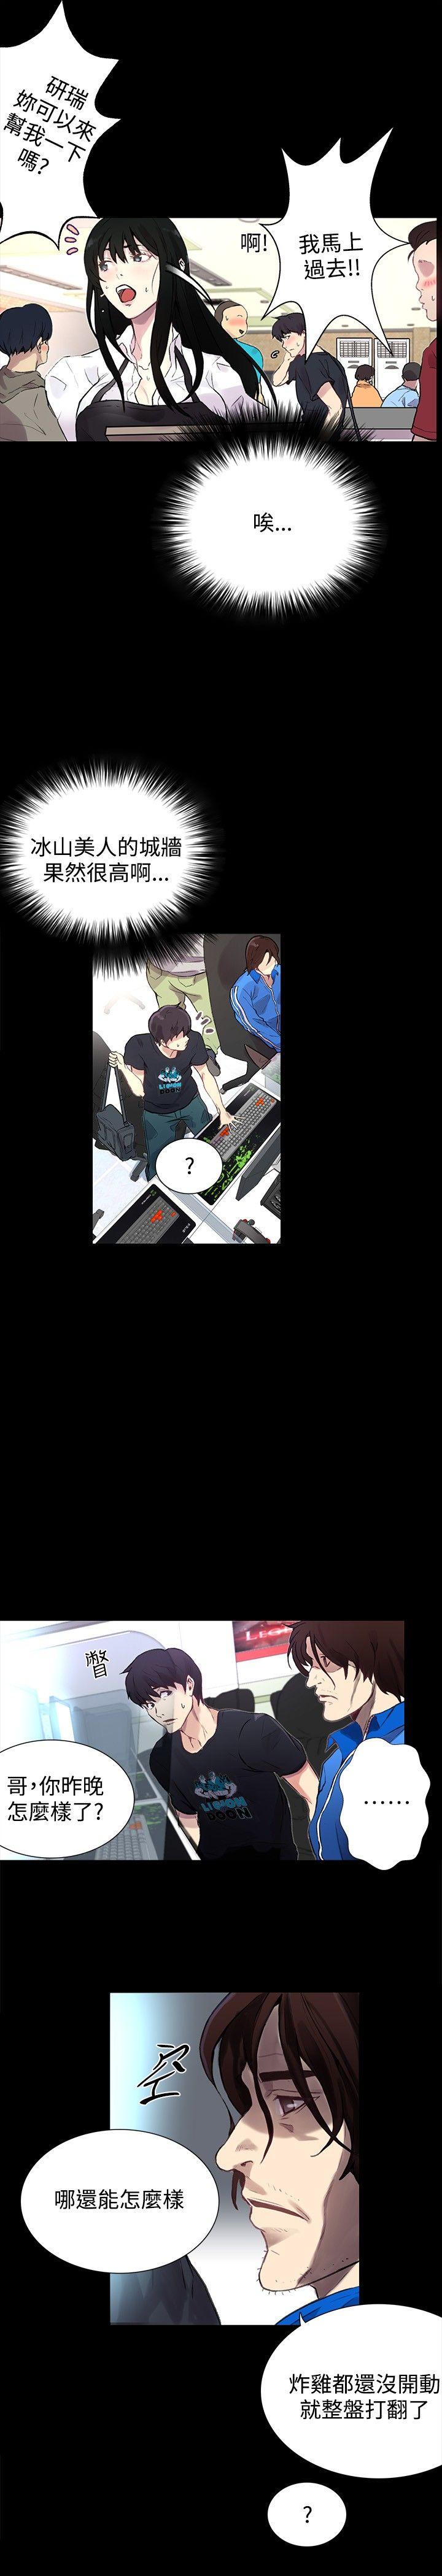 研瑞
妳可以來
幫我一下
嗎?
啊!
我馬上
過去!!
唉...
冰山美人的城牆
果然很高啊...
?
瞥
哥,你昨晚
怎麼樣了?
......
空
哪還能怎麼樣
炸雞都還沒開動
就整盤打翻了
?